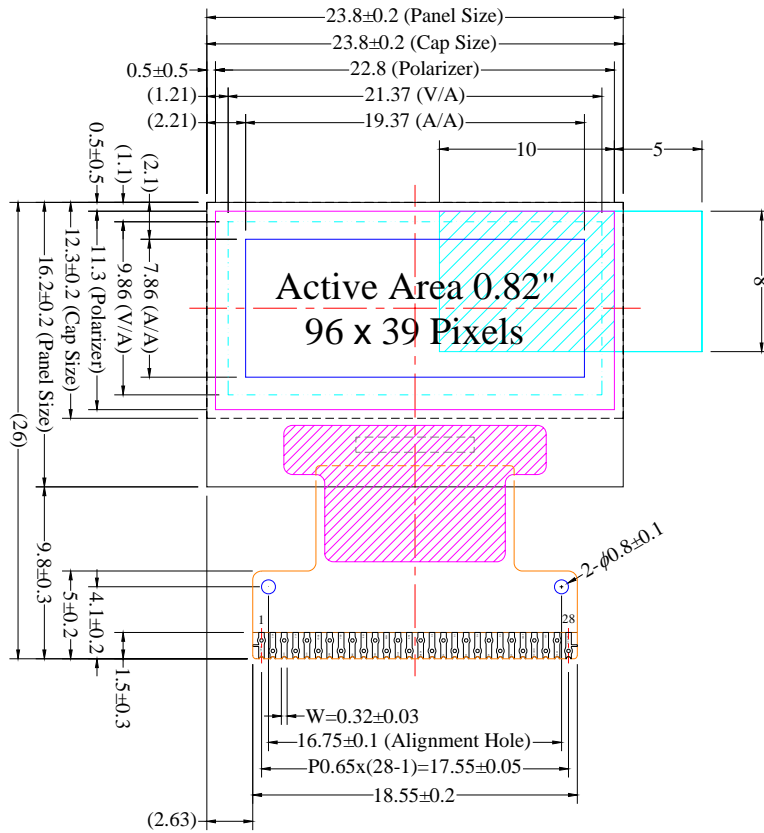 23.8±0.2 (Panel Size)
23.8±0.2 (Cap Size)
0.5±0.5
22.8 (Polarizer)
(1.21)
21.37 (V/A)
(2.21)
19.37 (A/A)
10
5
0.5±0.5
(1.1)
(2.1)
8
(26)
16.2±0.2 (Panel Size)
12.3±0.2 (Cap Size)
11.3 (Polarizer)
9.86 (V/A)
7.86 (A/A)
Active Area 0.82"
96 x 39 Pixels
9.8±0.3
5±0.2
4.1±0.2
1.5±0.3
2-ϕ0.8±0.1
1
28
W=0.32±0.03
16.75±0.1 (Alignment Hole)
P0.65x(28-1)=17.55±0.05
18.55±0.2
(2.63)